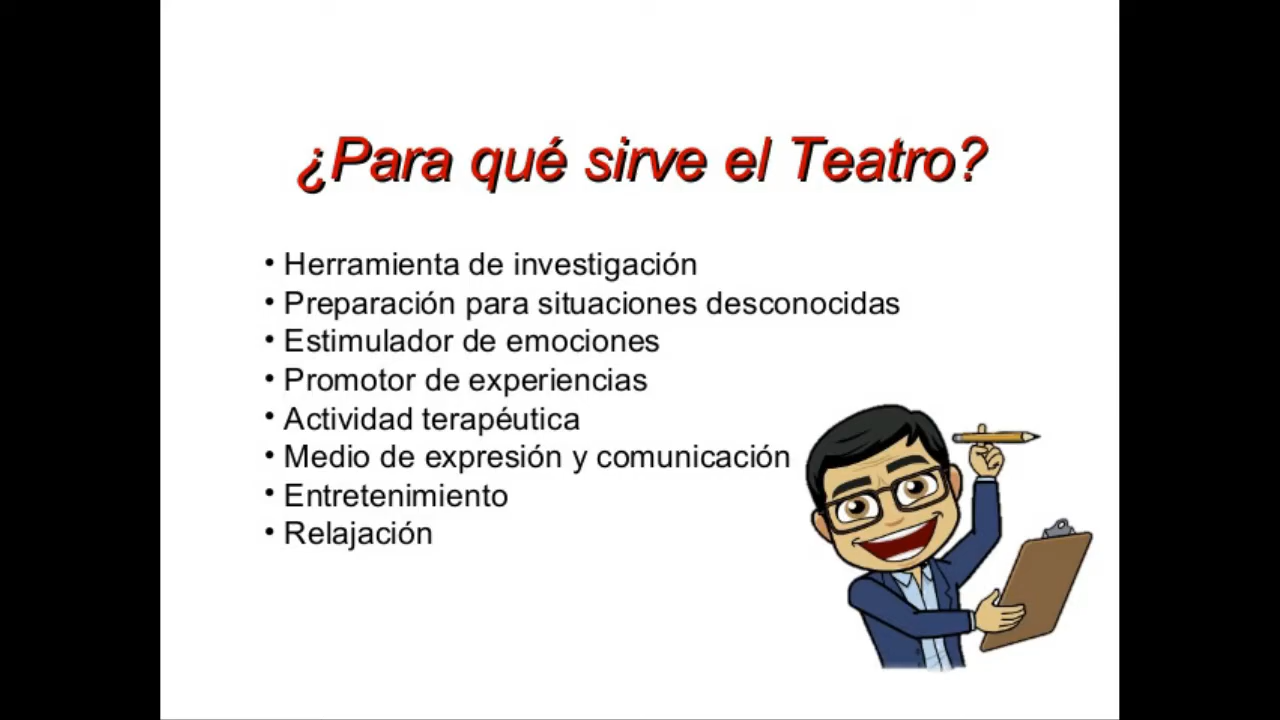 ¿Para qué sirve el Teatro?
• Herramienta de investigación
• Preparación para situaciones desconocidas
• Estimulador de emociones
• Promotor de experiencias
• Actividad terapéutica
• Medio de expresión y comunicación
• Entretenimiento
• Relajación